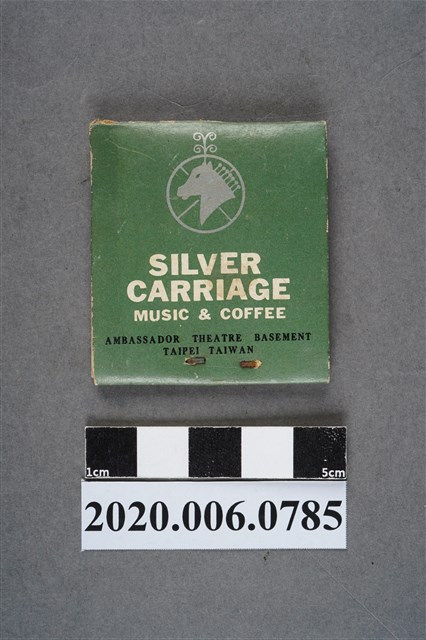 SILVER
CARRIAGE
MUSIC & COFFEE
AMBASSADOR THEATRE BASEMENT
TAIPEI TAIWAN
1cm
5cm
2020.006.0785